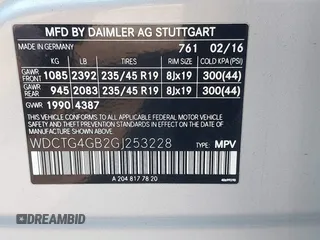 MFD BY DAIMLER AG STUTTGART
MADE IN GERMANY 761 02/16
KG LB TIRES RIMS COLD KPA(PSI)
GAWR FRONT 1085 2392 235/45 R19 8Jx19 300(44)
GAWR REAR 945 2083 235/45 R19 8Jx19 300(44)
GVWR 1990 4387
THIS VEHICLE CONFORMS TO ALL APPLICABLE U.S. FEDERAL MOTOR
VEHICLE SAFETY STANDARDS IN EFFECT ON THE DATE OF
MANUFACTURE SHOWN ABOVE.
WDCTG4GB2GJ253228
A 204 817 78 20 TYPE: MPV
DREAMBID